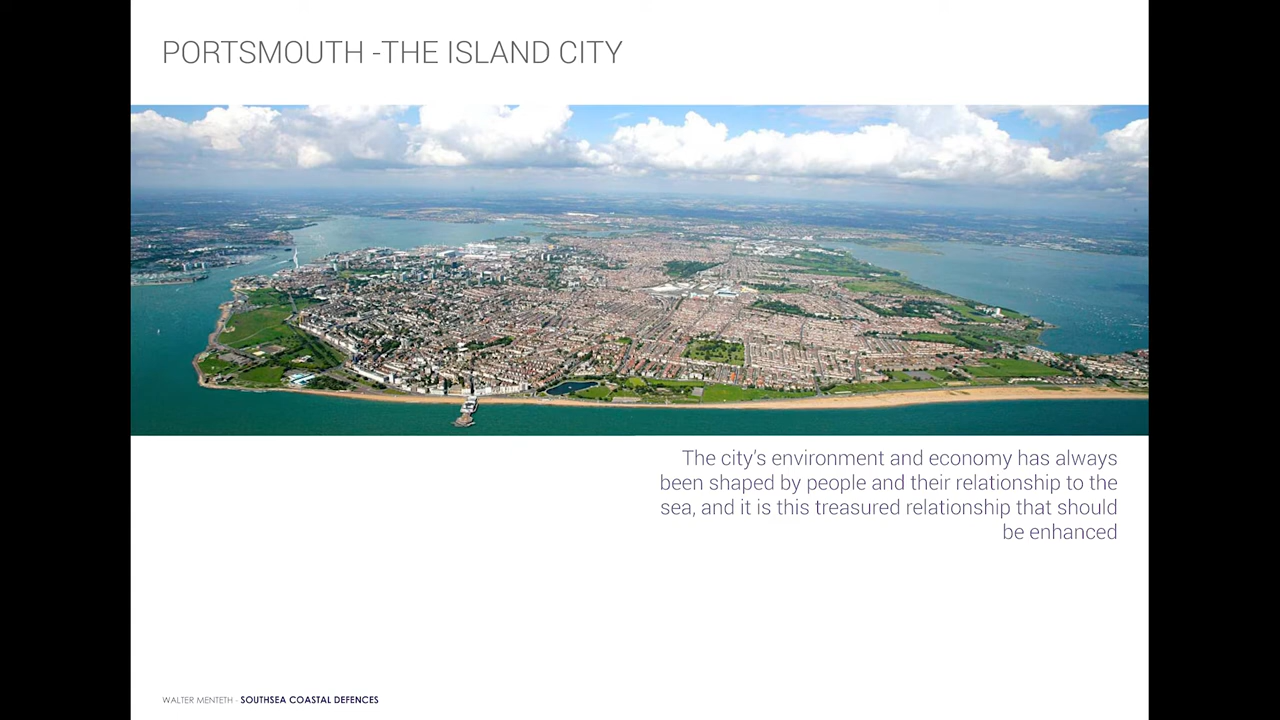 PORTSMOUTH -THE ISLAND CITY
The city's environment and economy has always
been shaped by people and their relationship to the
sea, and it is this treasured relationship that should
be enhanced
WALTER MENTETH - SOUTHSEA COASTAL DEFENCES